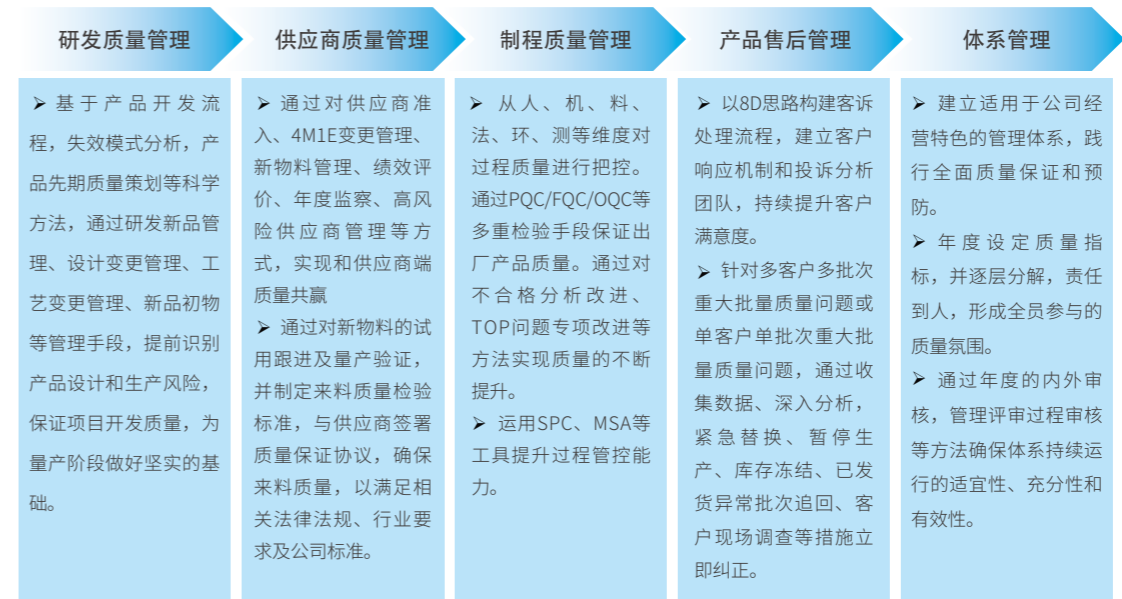 研发质量管理
供应商质量管理
制程质量管理
产品售后管理
体系管理
➢ 基于产品开发流
程，失效模式分析，产
品先期质量策划等科学
方法，通过研发新品管
理、设计变更管理、工
艺变更管理、新品初物
等管理手段，提前识别
产品设计和生产风险，
保证项目开发质量，为
量产阶段做好坚实的基
础。
➢ 通过对供应商准
入、4M1E变更管理、
新物料管理、绩效评
价、年度监察、高风
险供应商管理等方
式，实现和供应商端
质量共赢
➢ 通过对新物料的试
用跟进及量产验证，
并制定来料质量检验
标准，与供应商签署
质量保证协议，确保
来料质量，以满足相
关法律法规、行业要
求及公司标准。
➢ 从人、机、料、
法、环、测等维度对
过程质量进行把控。
通过PQC/FQC/OQC等
多重检验手段保证出
厂产品质量。通过对
不合格分析改进、
TOP问题专项改进等
方法实现质量的不断
提升。
➢ 运用SPC、MSA等
工具提升过程管控能
力。
➢ 以8D思路构建客诉
处理流程，建立客户
响应机制和投诉分析
团队，持续提升客户
满意度。
➢ 针对多客户多批次
重大批量质量问题或
单客户单批次重大批
量质量问题，通过收
集数据、深入分析，
紧急替换、暂停生
产、库存冻结、已发
货异常批次追回、客
户现场调查等措施立
即纠正。
➢ 建立适用于公司经
营特色的管理体系，践
行全面质量保证和预
防。
➢ 年度设定质量指
标，并逐层分解，责任
到人，形成全员参与的
质量氛围。
➢ 通过年度的内外审
核，管理评审过程审核
等方法确保体系持续运
行的适宜性、充分性和
有效性。